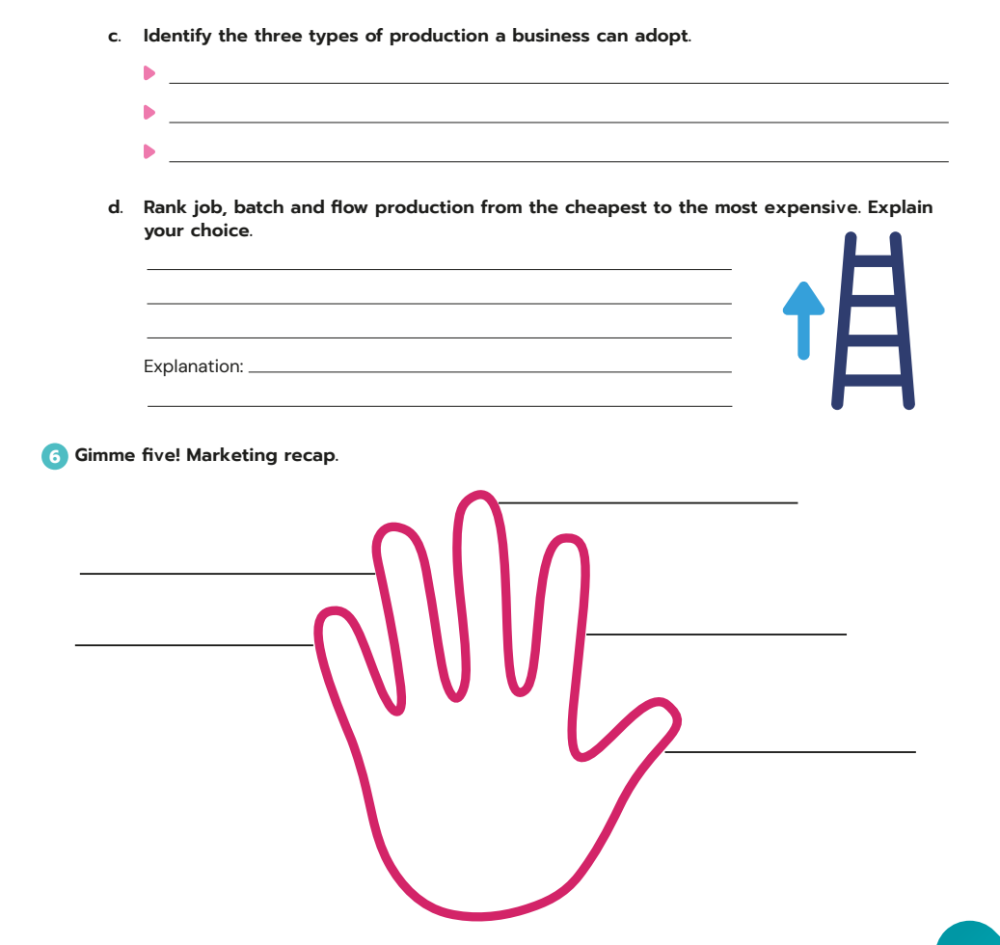 c. Identify the three types of production a business can adopt.
d. Rank job, batch and flow production from the cheapest to the most expensive. Explain
your choice.
Explanation:
6 Gimme five! Marketing recap.